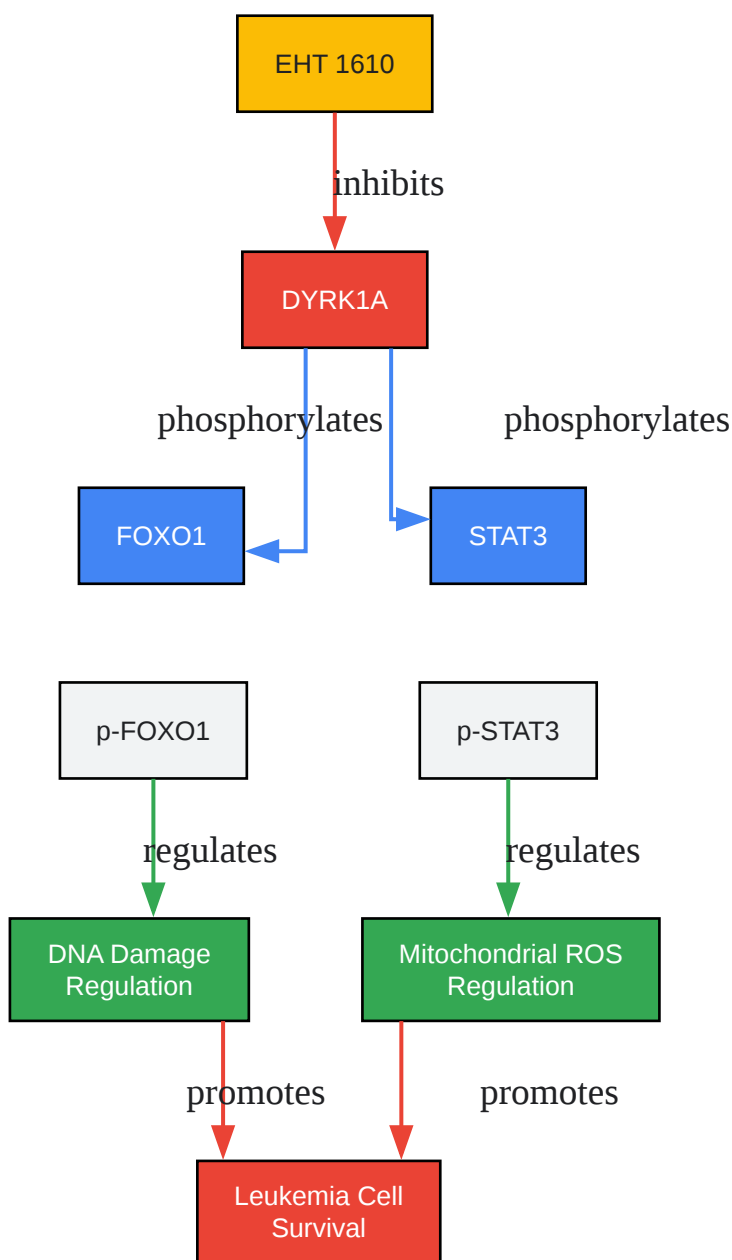 EHT 1610
inhibits
DYRK1A
phosphorylates
phosphorylates
FOXO1
STAT3
p-FOXO1
p-STAT3
regulates
regulates
DNA Damage
Regulation
Mitochondrial ROS
Regulation
promotes
promotes
Leukemia Cell
Survival